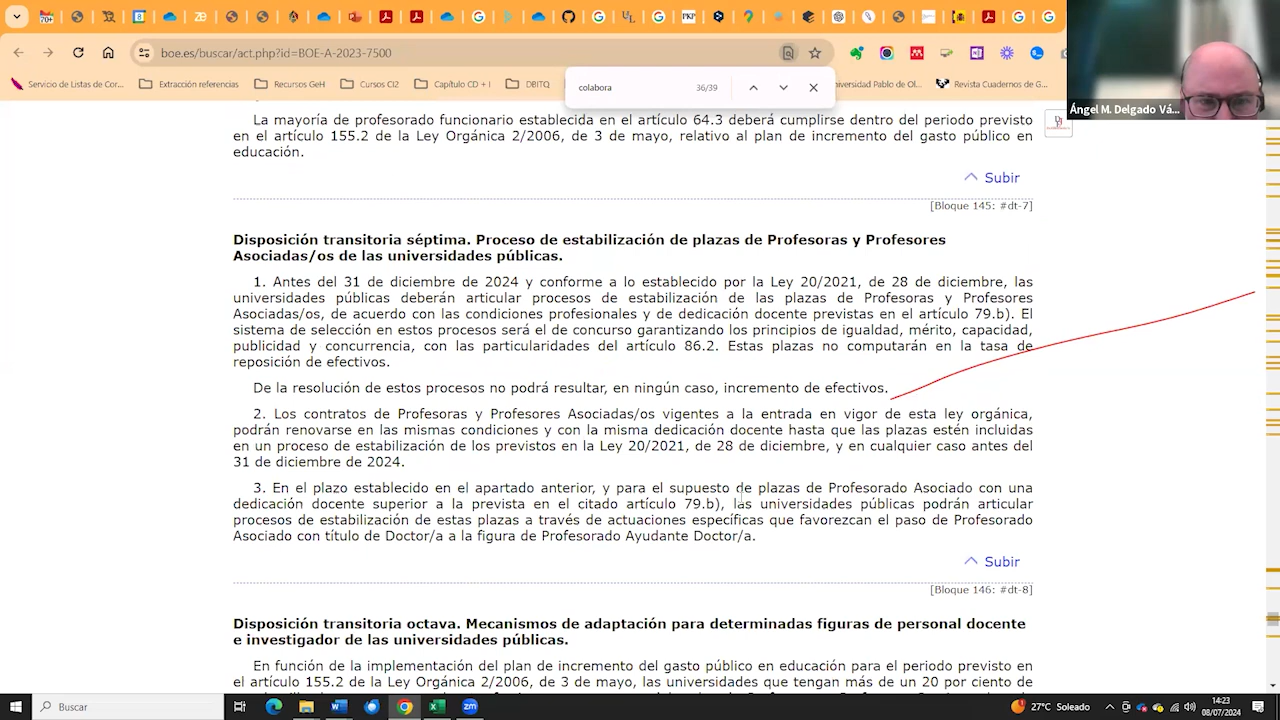 boe.es/buscar/act.php?id=BOE-A-2023-7500
Servicio de Listas de Cor...
Extracción referencias
Recursos GeH
Cursos CI2
Capítulo CD + I
DBITQ
colabora
36/39
niversidad Pablo de Ol...
Revista Cuadernos de G...
Ángel M. Delgado Vá...
La mayoría de profesorado funcionario establecida en el artículo 64.3 deberá cumplirse dentro del periodo previsto
en el artículo 155.2 de la Ley Orgánica 2/2006, de 3 de mayo, relativo al plan de incremento del gasto público en
educación.
Subir
[Bloque 145: #dt-7]
Disposición transitoria séptima. Proceso de estabilización de plazas de Profesoras y Profesores
Asociadas/os de las universidades públicas.
1. Antes del 31 de diciembre de 2024 y conforme a lo establecido por la Ley 20/2021, de 28 de diciembre, las
universidades públicas deberán articular procesos de estabilización de las plazas de Profesoras y Profesores
Asociadas/os, de acuerdo con las condiciones profesionales y de dedicación docente previstas en el artículo 79.b). El
sistema de selección en estos procesos será el de concurso garantizando los principios de igualdad, mérito, capacidad,
publicidad y concurrencia, con las particularidades del artículo 86.2. Estas plazas no computarán en la tasa de
reposición de efectivos.
De la resolución de estos procesos no podrá resultar, en ningún caso, incremento de efectivos.
2. Los contratos de Profesoras y Profesores Asociadas/os vigentes a la entrada en vigor de esta ley orgánica,
podrán renovarse en las mismas condiciones y con la misma dedicación docente hasta que las plazas estén incluidas
en un proceso de estabilización de los previstos en la Ley 20/2021, de 28 de diciembre, y en cualquier caso antes del
31 de diciembre de 2024.
3. En el plazo establecido en el apartado anterior, y para el supuesto de plazas de Profesorado Asociado con una
dedicación docente superior a la prevista en el citado artículo 79.b), las universidades públicas podrán articular
procesos de estabilización de estas plazas a través de actuaciones específicas que favorezcan el paso de Profesorado
Asociado con título de Doctor/a a la figura de Profesorado Ayudante Doctor/a.
Subir
[Bloque 146: #dt-8]
Disposición transitoria octava. Mecanismos de adaptación para determinadas figuras de personal docente
e investigador de las universidades públicas.
En función de la implementación del plan de incremento del gasto público en educación para el periodo previsto en
el artículo 155.2 de la Ley Orgánica 2/2006, de 3 de mayo, las universidades que tengan más de un 20 por ciento de
Buscar
27°C Soleado
14:23
08/07/2024